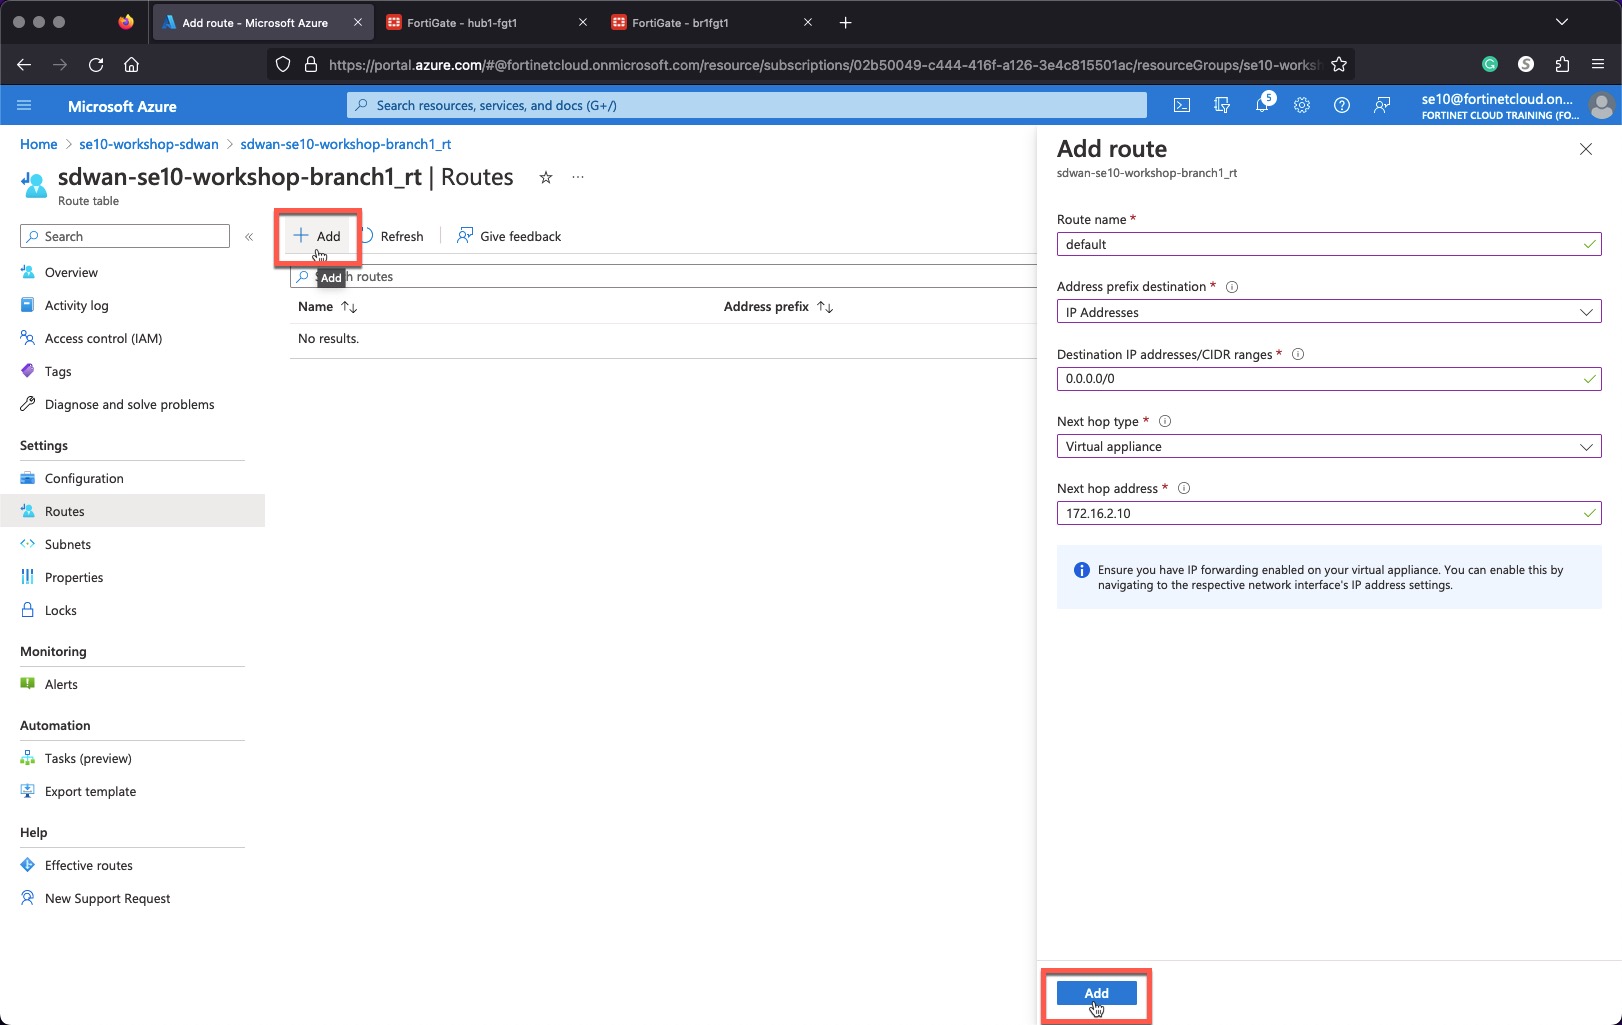 Add route - Microsoft Azure
FortiGate - hub1-fgt1
FortiGate - br1fgt1
https://portal.azure.com/#@fortinetcloud.onmicrosoft.com/resource/subscriptions/02b50049-c444-416f-a126-3e4c815501ac/resourceGroups/se10-worksh
Microsoft Azure
Search resources, services, and docs (G+/)
5
se10@fortinetcloud.on...
FORTINET CLOUD TRAINING (FO...
Home > se10-workshop-sdwan > sdwan-se10-workshop-branch1_rt
sdwan-se10-workshop-branch1_rt | Routes
Route table
Search
Overview
Activity log
Access control (IAM)
Tags
Diagnose and solve problems
Settings
Configuration
Routes
Subnets
Properties
Locks
Monitoring
Alerts
Automation
Tasks (preview)
Export template
Help
Effective routes
New Support Request
Add
Refresh
Give feedback
Add
h routes
Name
Address prefix
No results.
Add route
sdwan-se10-workshop-branch1_rt
Route name *
default
Address prefix destination *
IP Addresses
Destination IP addresses/CIDR ranges *
0.0.0.0/0
Next hop type *
Virtual appliance
Next hop address *
172.16.2.10
Ensure you have IP forwarding enabled on your virtual appliance. You can enable this by
navigating to the respective network interface's IP address settings.
Add